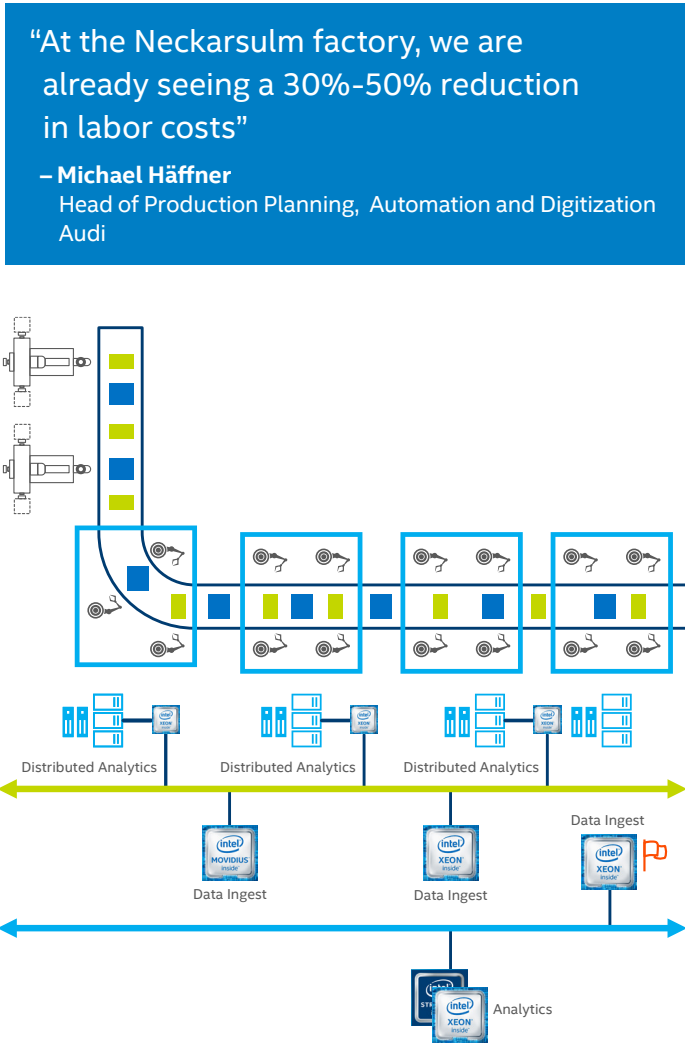 “At the Neckarsulm factory, we are
already seeing a 30%-50% reduction
in labor costs”
– Michael Häffner
Head of Production Planning, Automation and Digitization
Audi
intel
XEON
inside
intel
XEON
inside
intel
XEON
inside
Distributed Analytics
Distributed Analytics
Distributed Analytics
Data Ingest
intel
MOVIDIUS
inside
intel
XEON
inside
intel
XEON
inside
Data Ingest
Data Ingest
intel
intel
XEON
inside
Analytics